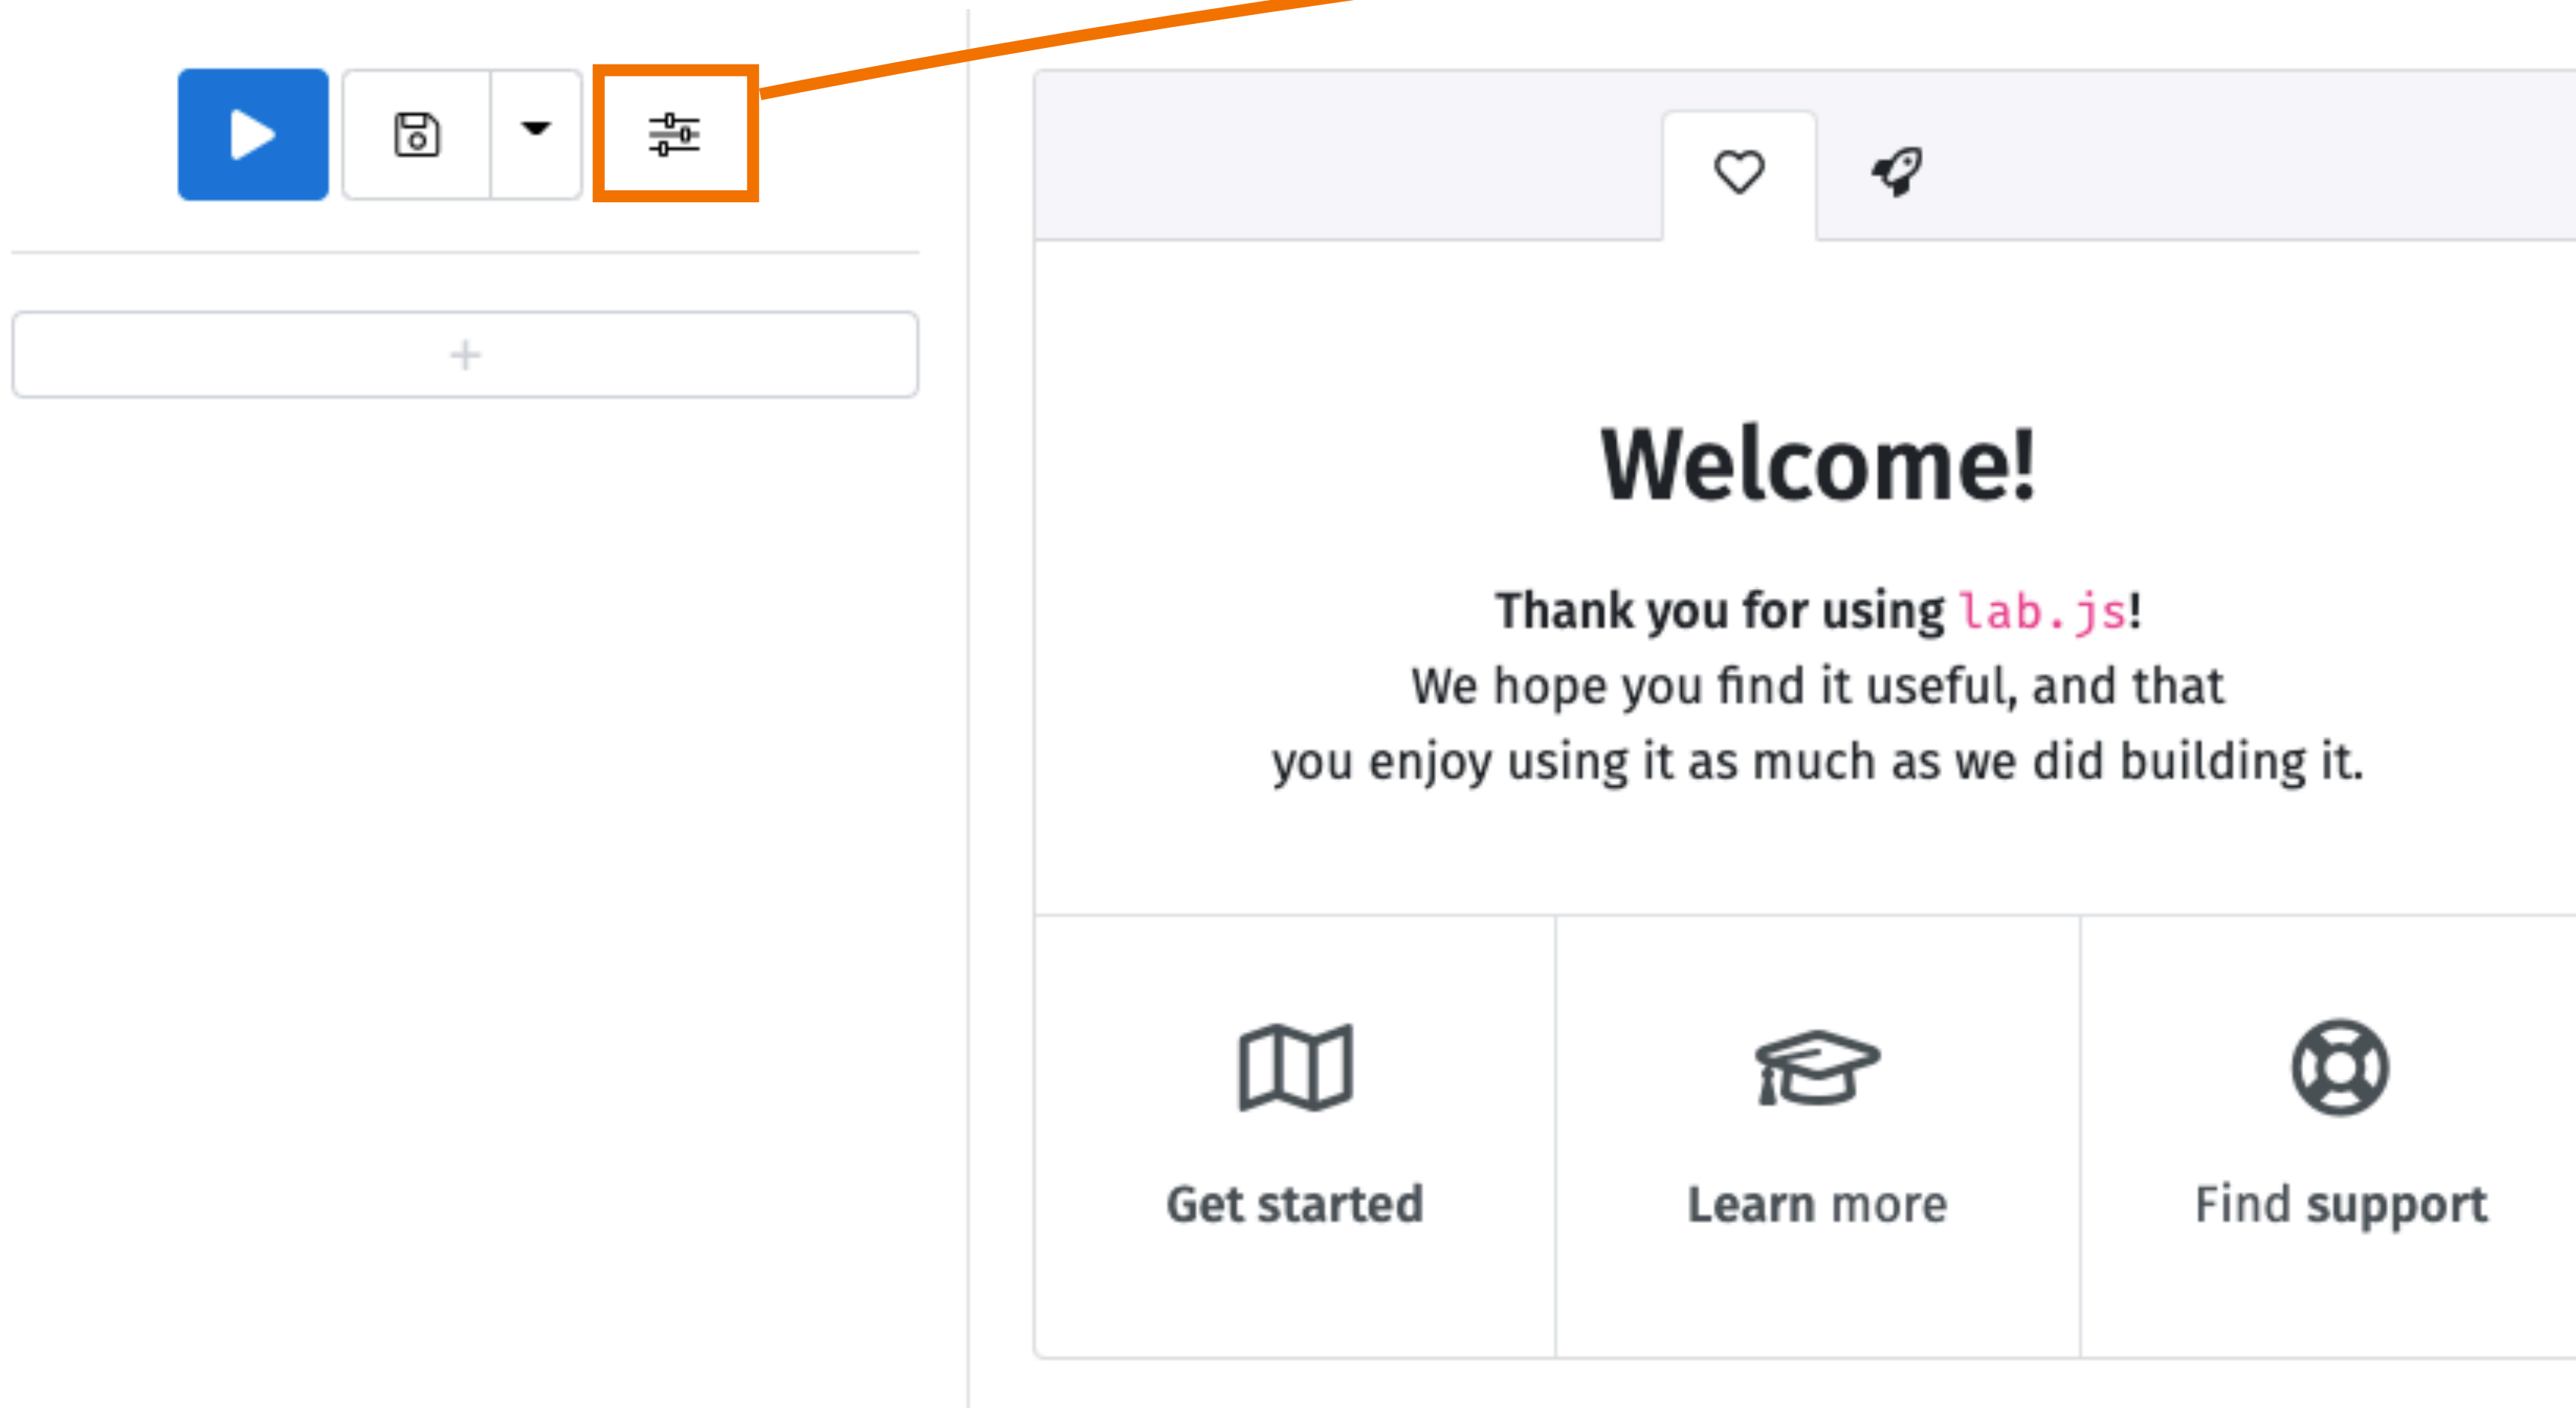 Welcome!
Thank you for using lab.js!
We hope you find it useful, and that
you enjoy using it as much as we did building it.
Get started
Learn more
Find support